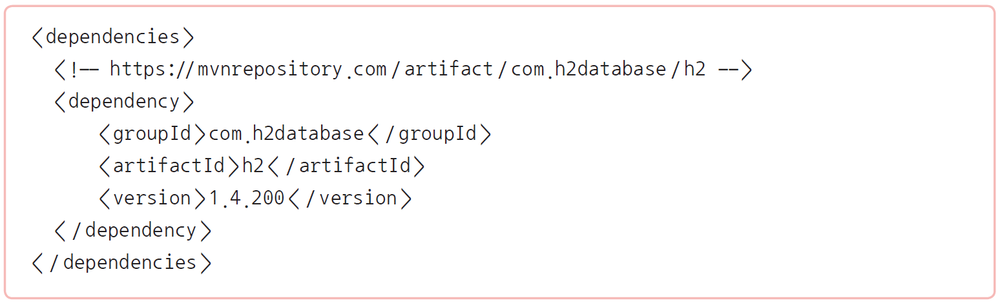 <dependencies>
<!-- https://mvnrepository.com/artifact/com.h2database/h2 -->
<dependency>
<groupId>com.h2database</groupId>
<artifactId>h2</artifactId>
<version>1.4.200</version>
</dependency>
</dependencies>